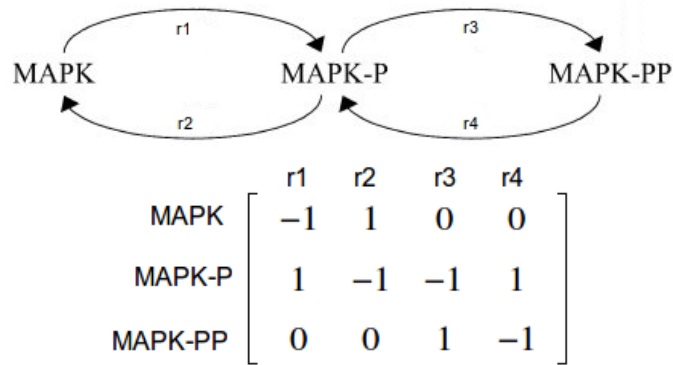 r1 r3
MAPK MAPK-P MAPK-PP
r2 r4
r1 r2 r3 r4
MAPK −1 1 0 0
MAPK-P 1 −1 −1 1
MAPK-PP 0 0 1 −1